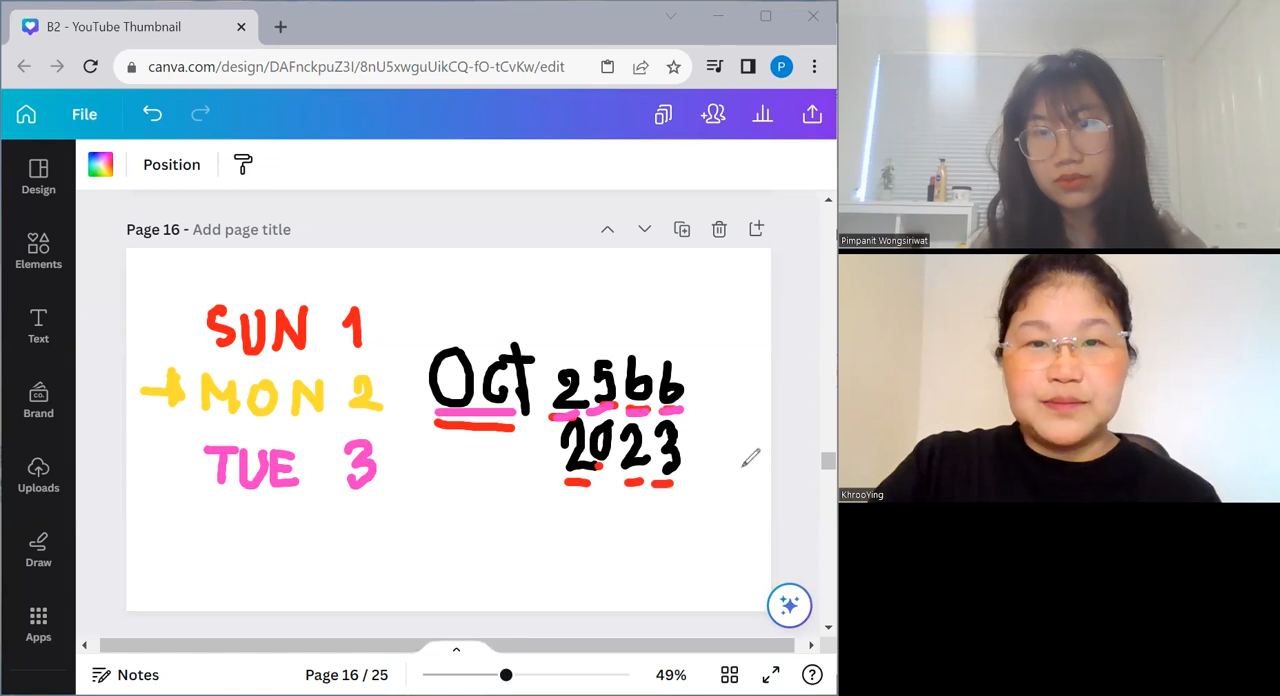 B2 - YouTube Thumbnail
canva.com/design/DAFnckpuZ3I/8nU5xwguUikCQ-fO-tCvKw/edit
P
File
Position
Design
Elements
Text
Brand
Uploads
Draw
Apps
Page 16 - Add page title
SUN 1
MON 2
TUE 3
Oct 2566
2023
Notes
Page 16 / 25
49%
Pimpanit Wongsiriwat
KhrooYing